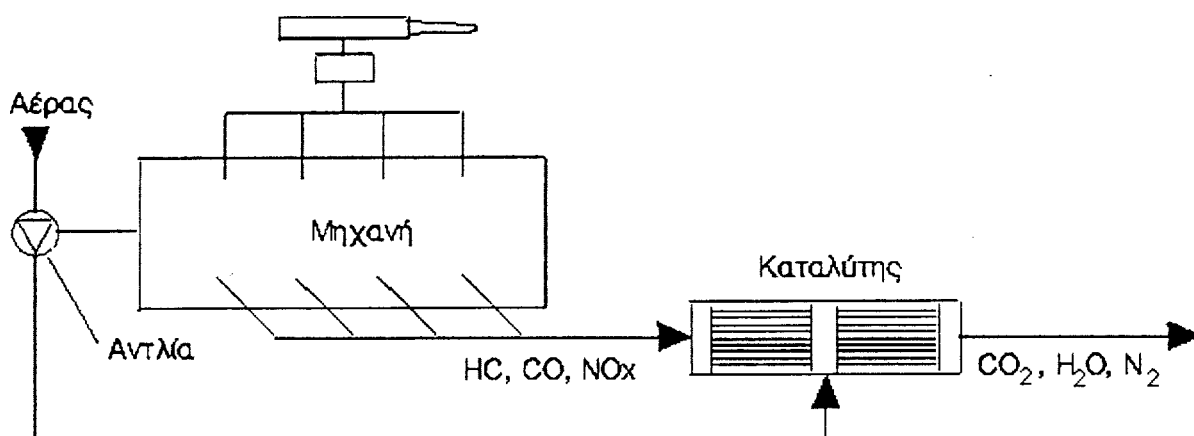 Αέρας
Μηχανή
Καταλύτης
Αντλία
HC, CO, NOx
CO₂, H₂O, N₂